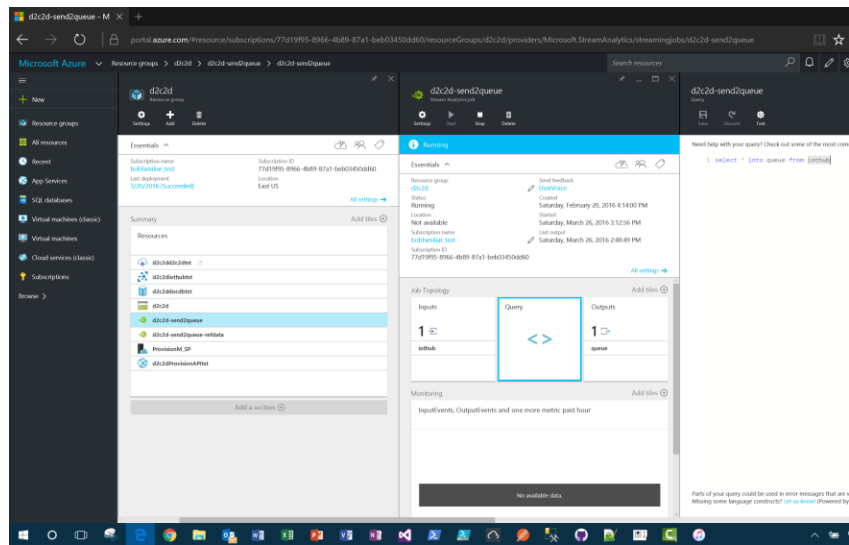 d2c2d-send2queue - M
portal.azure.com/#resource/subscriptions/77d19f95-8966-4b89-87a1-beb03450dd60/resourceGroups/d2c2d/providers/Microsoft.StreamAnalytics/streamingjobs/d2c2d-send2queue
Microsoft Azure
Resource groups > d2c2d > d2c2d-send2queue > d2c2d-send2queue
Search resources
New
Resource groups
All resources
Recent
App Services
SQL databases
Virtual machines (classic)
Virtual machines
Cloud services (classic)
Subscriptions
Browse >
d2c2d
Resource group
Settings Add Delete
Essentials
Subscription name
bobfamiliar_test
Subscription ID
77d19f95-8966-4b89-87a1-beb03450dd60
Last deployment
3/20/2016 (Succeeded)
Location
East US
All settings
Summary
Add tiles
Resources
d2c2dd2c2dtst
d2c2diothubtst
d2c2ddocdbtst
d2c2d
d2c2d-send2queue
d2c2d-send2queue-refdata
ProvisionM_SP
d2c2dProvisionAPItst
Add a section
d2c2d-send2queue
Stream Analytics job
Settings Start Stop Delete
Running
Essentials
Resource group
d2c2d
Send feedback
UserVoice
Status
Running
Created
Saturday, February 20, 2016 4:14:00 PM
Location
Not available
Started
Saturday, March 26, 2016 3:12:56 PM
Subscription name
bobfamiliar_test
Last output
Saturday, March 26, 2016 2:48:49 PM
Subscription ID
77d19f95-8966-4b89-87a1-beb03450dd60
All settings
Job Topology
Add tiles
Inputs
1
iothub
Query
< >
Outputs
1
queue
Monitoring
Add tiles
InputEvents, OutputEvents and one more metric past hour
No available data.
d2c2d-send2queue
Query
Save Discard Test
Need help with your query? Check out some of the most com
1 select * into queue from iothub
Parts of your query could be used in error messages that are
Missing some language constructs? Let us know! (Powered by